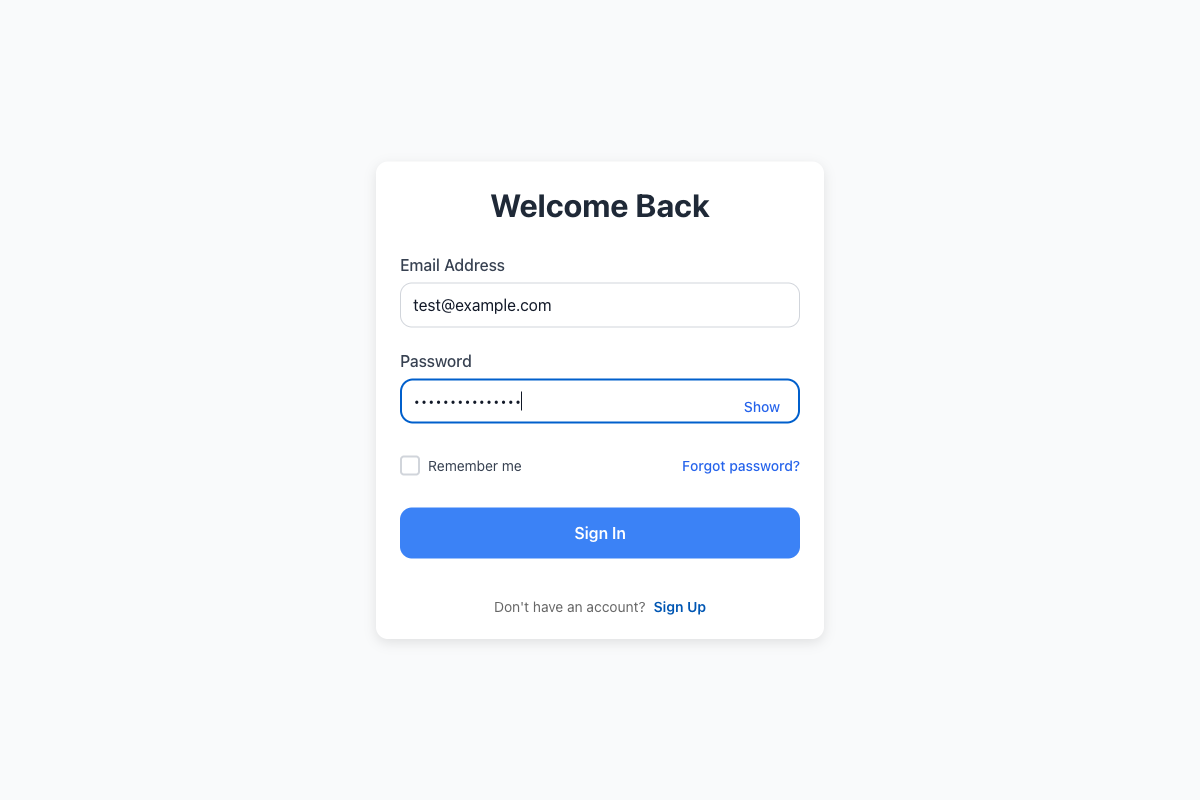 Welcome Back
Email Address
test@example.com
Password
•••••••••••••••
Show
Remember me
Forgot password?
Sign In
Don't have an account? Sign Up